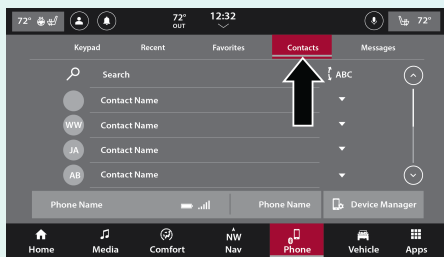 72° 72° OUT 12:32 72°
Keypad Recent Favorites Contacts Messages
Search ABC
Contact Name
WW Contact Name
JA Contact Name
AB Contact Name
Phone Name Phone Name Device Manager
Home Media Comfort NW Nav 0 Phone Vehicle Apps